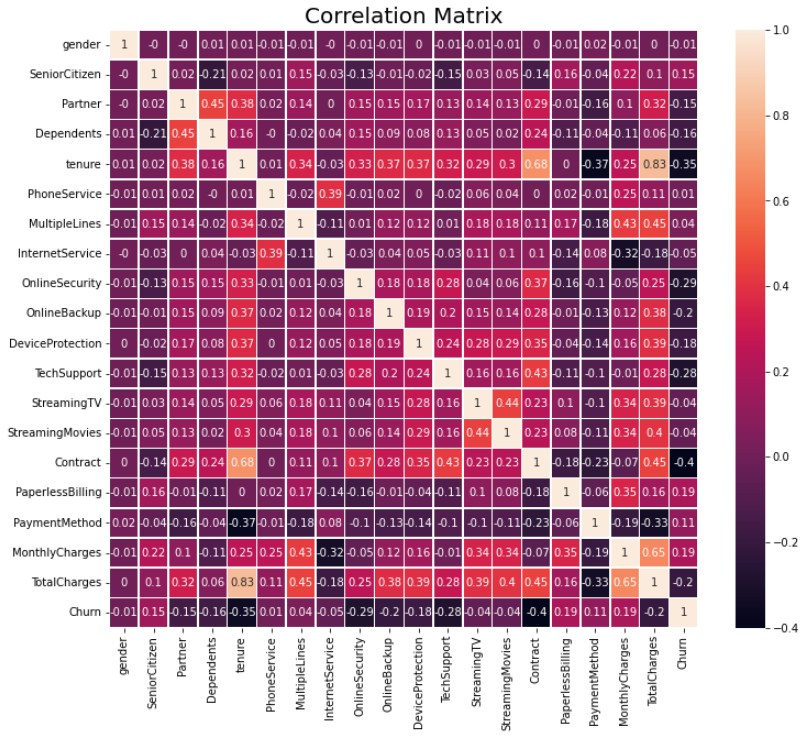 Correlation Matrix
gender 1 -0 -0 0.01 0.01 -0.01 -0.01 -0 -0.01 -0.01 0 -0.01 -0.01 -0.01 0 -0.01 0.02 -0.01 0 -0.01
SeniorCitizen -0 1 0.02 -0.21 0.02 0.01 0.15 -0.03 -0.13 -0.01 -0.02 -0.15 0.03 0.05 -0.14 0.16 -0.04 0.22 0.1 0.15
Partner -0 0.02 1 0.45 0.38 0.02 0.14 0 0.15 0.15 0.17 0.13 0.14 0.13 0.29 -0.01 -0.16 0.1 0.32 -0.15
Dependents 0.01 -0.21 0.45 1 0.16 -0 -0.02 0.04 0.15 0.09 0.08 0.13 0.05 0.02 0.24 -0.11 -0.04 -0.11 0.06 -0.16
tenure 0.01 0.02 0.38 0.16 1 0.01 0.34 -0.03 0.33 0.37 0.37 0.32 0.29 0.3 0.68 0 -0.37 0.25 0.83 -0.35
PhoneService -0.01 0.01 0.02 -0 0.01 1 -0.02 0.39 -0.01 0.02 0 -0.02 0.06 0.04 0 0.02 -0.01 0.25 0.11 0.01
MultipleLines -0.01 0.15 0.14 -0.02 0.34 -0.02 1 -0.11 0.01 0.12 0.12 0.01 0.18 0.18 0.11 0.17 -0.18 0.43 0.45 0.04
InternetService -0 -0.03 0 0.04 -0.03 0.39 -0.11 1 -0.03 0.04 0.05 -0.03 0.11 0.1 0.1 -0.14 0.08 -0.32 -0.18 -0.05
OnlineSecurity -0.01 -0.13 0.15 0.15 0.33 -0.01 0.01 -0.03 1 0.18 0.18 0.28 0.04 0.06 0.37 -0.16 -0.1 -0.05 0.25 -0.29
OnlineBackup -0.01 -0.01 0.15 0.09 0.37 0.02 0.12 0.04 0.18 1 0.19 0.2 0.15 0.14 0.28 -0.01 -0.13 0.12 0.38 -0.2
DeviceProtection 0 -0.02 0.17 0.08 0.37 0 0.12 0.05 0.18 0.19 1 0.24 0.28 0.29 0.35 -0.04 -0.14 0.16 0.39 -0.18
TechSupport -0.01 -0.15 0.13 0.13 0.32 -0.02 0.01 -0.03 0.28 0.2 0.24 1 0.16 0.16 0.43 -0.11 -0.1 -0.01 0.28 -0.28
StreamingTV -0.01 0.03 0.14 0.05 0.29 0.06 0.18 0.11 0.04 0.15 0.28 0.16 1 0.44 0.23 0.1 -0.1 0.34 0.39 -0.04
StreamingMovies -0.01 0.05 0.13 0.02 0.3 0.04 0.18 0.1 0.06 0.14 0.29 0.16 0.44 1 0.23 0.08 -0.11 0.34 0.4 -0.04
Contract 0 -0.14 0.29 0.24 0.68 0 0.11 0.1 0.37 0.28 0.35 0.43 0.23 0.23 1 -0.18 -0.23 -0.07 0.45 -0.4
PaperlessBilling -0.01 0.16 -0.01 -0.11 0 0.02 0.17 -0.14 -0.16 -0.01 -0.04 -0.11 0.1 0.08 -0.18 1 -0.06 0.35 0.16 0.19
PaymentMethod 0.02 -0.04 -0.16 -0.04 -0.37 -0.01 -0.18 0.08 -0.1 -0.13 -0.14 -0.1 -0.1 -0.11 -0.23 -0.06 1 -0.19 -0.33 0.11
MonthlyCharges -0.01 0.22 0.1 -0.11 0.25 0.25 0.43 -0.32 -0.05 0.12 0.16 -0.01 0.34 0.34 -0.07 0.35 -0.19 1 0.65 0.19
TotalCharges 0 0.1 0.32 0.06 0.83 0.11 0.45 -0.18 0.25 0.38 0.39 0.28 0.39 0.4 0.45 0.16 -0.33 0.65 1 -0.2
Churn -0.01 0.15 -0.15 -0.16 -0.35 0.01 0.04 -0.05 -0.29 -0.2 -0.18 -0.28 -0.04 -0.04 -0.4 0.19 0.11 0.19 -0.2 1
gender SeniorCitizen Partner Dependents tenure PhoneService MultipleLines InternetService OnlineSecurity OnlineBackup DeviceProtection TechSupport StreamingTV StreamingMovies Contract PaperlessBilling PaymentMethod MonthlyCharges TotalCharges Churn
1.0
0.8
0.6
0.4
0.2
0.0
-0.2
-0.4